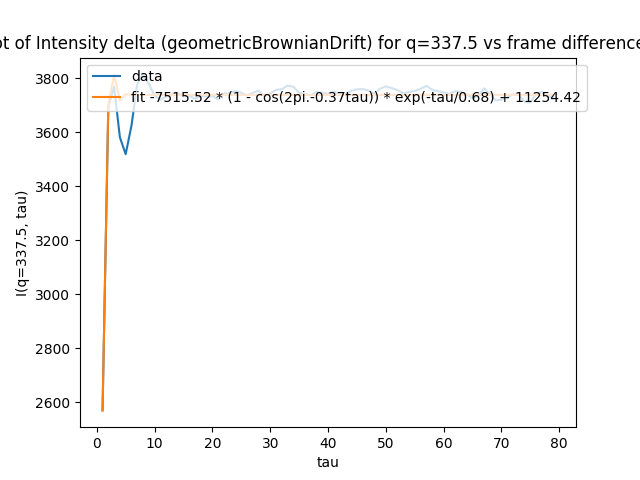 ot of Intensity delta (geometricBrownianDrift) for q=337.5 vs frame difference
data
fit -7515.52 * (1 - cos(2pi.-0.37tau)) * exp(-tau/0.68) + 11254.42
I(q=337.5, tau)
3800
3600
3400
3200
3000
2800
2600
0 10 20 30 40 50 60 70 80
tau